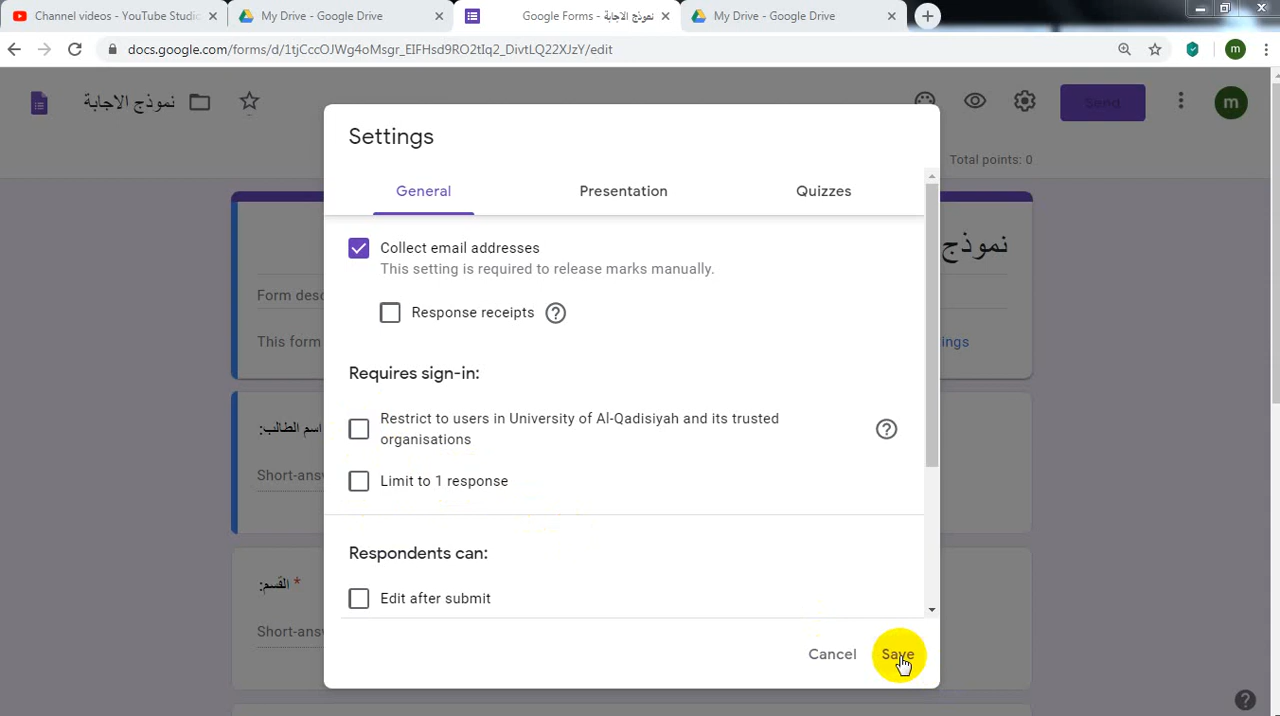 Channel videos - YouTube Studio
My Drive - Google Drive
نموذج الاجابة - Google Forms
My Drive - Google Drive
docs.google.com/forms/d/1tjCccOJWg4oMsgr_EIFHsd9RO2tIq2_DivtLQ22XJzY/edit
m
نموذج الاجابة
Send
m
Total points: 0
Settings
General
Presentation
Quizzes
Collect email addresses
This setting is required to release marks manually.
Response receipts
Requires sign-in:
Restrict to users in University of Al-Qadisiyah and its trusted
organisations
Limit to 1 response
Respondents can:
Edit after submit
Cancel
Save
نموذج
Form desc
This form
ings
اسم الطالب:
Short-ans
القسم: *
Short-ans